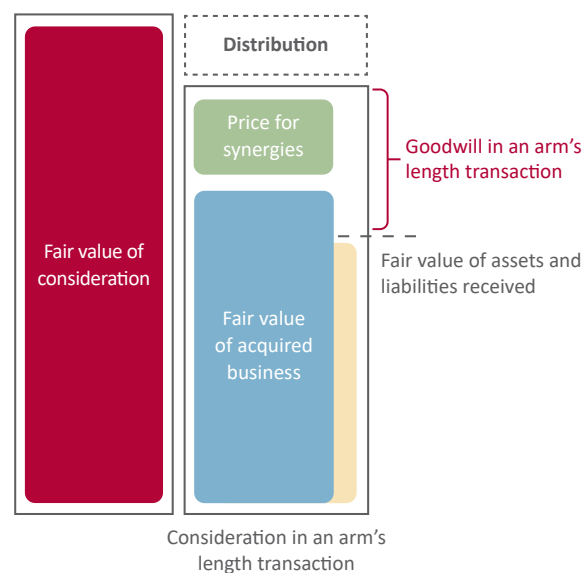 Distribution
Price for
synergies
Goodwill in an arm's
length transaction
Fair value of
consideration
Fair value of assets and
liabilities received
Fair value
of acquired
business
Consideration in an arm's
length transaction